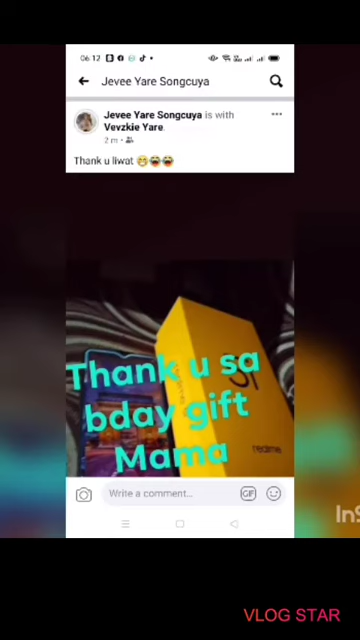 06:12
Jevee Yare Songcuya
Jevee Yare Songcuya is with
Vevzkie Yare.
2 m
Thank u liwat 😁😂😂
Thank u sa
bday gift
Mama
realme
Write a comment...
GIF
VLOG STAR